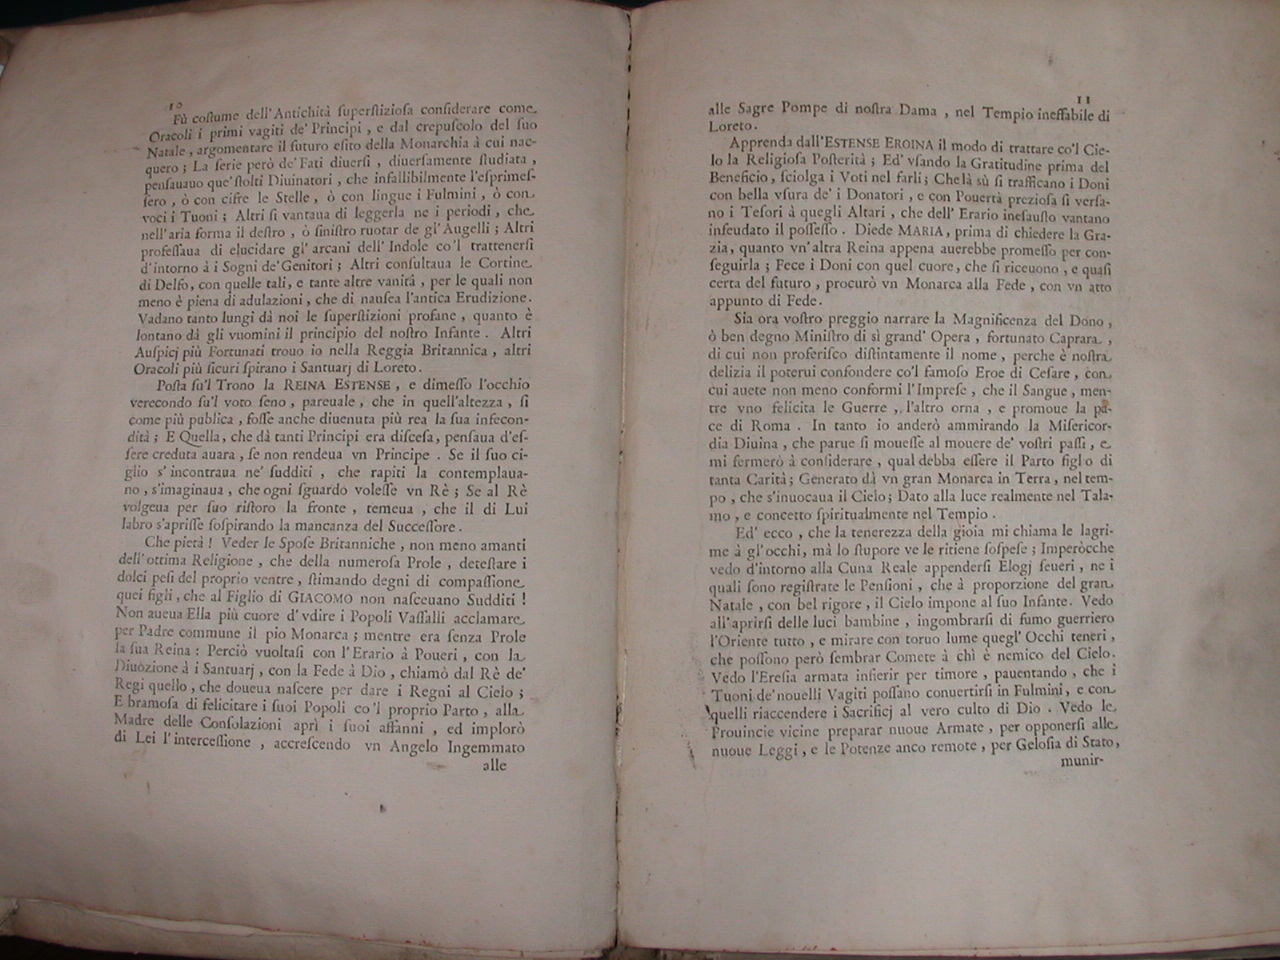 10
Fù coſtume dell'Antichità ſuperſtizioſa conſiderare come
Oracoli i primi vagiti de' Principi , e dal crepuſcolo del ſuo
Natale , argomentare il futuro eſito della Monarchia à cui nac-
quero ; La ſerie però de' Fati diuerſi , diuerſamente ſtudiata ,
penſauauo que'ſtolti Diuinatori , che infallibilmente l'eſprimeſ-
ſero , ò con cifre le Stelle , ò con lingue i Fulmini , ò con
voci i Tuoni ; Altri ſi vantaua di leggerla ne i periodi , che
nell'aria forma il deſtro , ò ſiniſtro ruotar de gl'Augelli ; Altri
profeſſaua di elucidare gl'arcani dell'Indole co'l trattenerſi
d'intorno à i Sogni de'Genitori ; Altri conſultaua le Cortine
di Delfo, con quelle tali, e tante altre vanità , per le quali non
meno è piena di adulazioni , che di nauſea l'antica Erudizione.
Vadano tanto lungi dà noi le ſuperſtizioni profane , quanto è
lontano dà gli vuomini il principio del noſtro Infante . Altri
Auſpicj più Fortunati trouo io nella Reggia Britannica , altri
Oracoli più ſicuri ſpirano i Santuarj di Loreto.
Poſta ſu'l Trono la REINA ESTENSE , e dimeſſo l'occhio
verecondo ſu'l voto ſeno , pareuale , che in quell'altezza , ſi
come più publica , foſſe anche diuenuta più rea la ſua infecon-
dità ; E Quella, che dà tanti Principi era diſceſa, penſaua d'eſ-
ſere creduta auara , ſe non rendeua vn Principe . Se il ſuo ci-
glio s'incontraua ne' ſudditi , che rapiti la contemplaua-
no , s'imaginaua , che ogni ſguardo voleſſe vn Rè ; Se al Rè
volgeua per ſuo riſtoro la fronte , temeua , che il di Lui
labro s'apriſſe ſoſpirando la mancanza del Succeſſore .
Che pietà ! Veder le Spoſe Britanniche , non meno amanti
dell'ottima Religione , che della numeroſa Prole , deteſtare i
dolci peſi del proprio ventre , ſtimando degni di compaſſione
quei figli , che al Figlio di GIACOMO non naſceuano Sudditi !
Non aueua Ella più cuore d'vdire i Popoli Vaſſalli acclamare
per Padre commune il pio Monarca ; mentre era ſenza Prole
la ſua Reina : Perciò vuoltaſi con l'Erario à Poueri , con la
Diuozione à i Santuarj , con la Fede à Dio , chiamò dal Rè de'
Regi quello , che doueua naſcere per dare i Regni al Cielo ;
E bramoſa di felicitare i ſuoi Popoli co'l proprio Parto , alla
Madre delle Conſolazioni aprì i ſuoi affanni , ed implorò
di Lei l'interceſſione , accreſcendo vn Angelo Ingemmato
alle
11
alle Sagre Pompe di noſtra Dama , nel Tempio ineffabile di
Loreto.
Apprenda dall'ESTENSE EROINA il modo di trattare co'l Cie-
lo la Religioſa Poſterità ; Ed' vſando la Gratitudine prima del
Beneficio , ſciolga i Voti nel farli ; Chelà sù ſi trafficano i Doni
con bella vſura de' i Donatori , e con Pouertà prezioſa ſi verſa-
no i Teſori à quegli Altari , che dell'Erario ineſauſto vantano
infeudato il poſſeſſo . Diede MARIA, prima di chiedere la Gra-
zia, quanto vn'altra Reina appena auerebbe promeſſo per con-
ſeguirla ; Fece i Doni con quel cuore, che ſi riceuono , e quaſi
certa del futuro , procurò vn Monarca alla Fede , con vn atto
appunto di Fede.
Sia ora voſtro preggio narrare la Magnificenza del Dono ,
ò ben degno Miniſtro di sì grand' Opera , fortunato Caprara ,
di cui non proferiſco diſtintamente il nome , perche è noſtra
delizia il poterui confondere co'l famoſo Eroe di Ceſare , con
cui auete non meno conformi l'Impreſe , che il Sangue , men-
tre vno felicita le Guerre , l'altro orna , e promoue la pa-
ce di Roma . In tanto io anderò ammirando la Miſericor-
dia Diuina , che parue ſi moueſſe al mouere de' voſtri paſſi , e
mi fermerò à conſiderare , qual debba eſſere il Parto figlo di
tanta Carità ; Generato dà vn gran Monarca in Terra , nel tem-
po , che s'inuocaua il Cielo ; Dato alla luce realmente nel Tala-
mo , e concetto ſpiritualmente nel Tempio .
Ed' ecco , che la tenerezza della gioia mi chiama le lagri-
me à gl'occhi, mà lo ſtupore ve le ritiene ſoſpeſe ; Imperòcche
vedo d'intorno alla Cuna Reale appenderſi Elogj ſeueri , ne i
quali ſono regiſtrate le Penſioni , che à proporzione del gran
Natale , con bel rigore , il Cielo impone al ſuo Infante . Vedo
all'aprirſi delle luci bambine , ingombrarſi di fumo guerriero
l'Oriente tutto , e mirare con toruo lume quegl' Occhi teneri ,
che poſſono però ſembrar Comete à chì è nemico del Cielo.
Vedo l'Ereſia armata inſierir per timore , pauentando , che i
Tuoni de'nouelli Vagiti poſſano conuertirſi in Fulmini , e con
quelli riaccendere i Sacrificj al vero culto di Dio . Vedo le
Prouincie vicine preparar nuoue Armate , per opponerſi alle
nuoue Leggi , e le Potenze anco remote , per Geloſia di Stato,
munir-